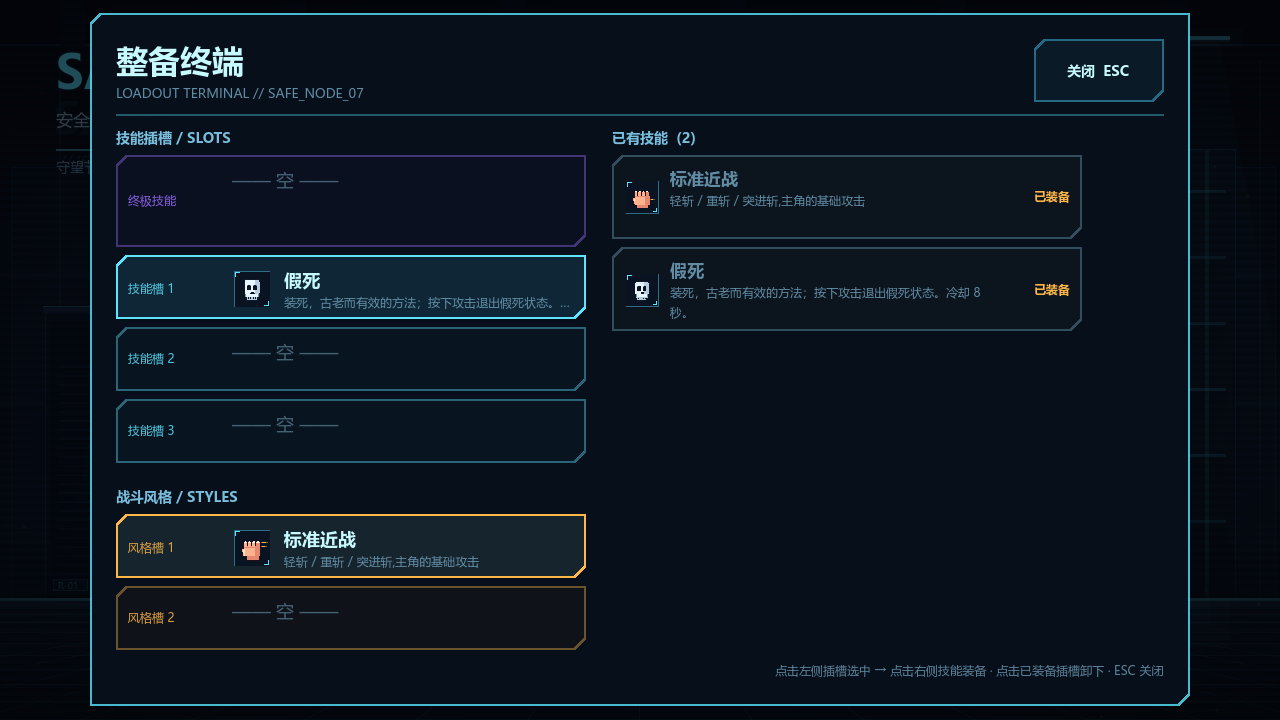 整备终端
LOADOUT TERMINAL // SAFE_NODE_07
关闭 ESC
技能插槽 / SLOTS
终极技能
—— 空 ——
技能槽 1
假死
装死，古老而有效的方法；按下攻击退出假死状态。...
技能槽 2
—— 空 ——
技能槽 3
—— 空 ——
战斗风格 / STYLES
风格槽 1
标准近战
轻斩 / 重斩 / 突进斩,主角的基础攻击
风格槽 2
—— 空 ——
已有技能（2）
标准近战
轻斩 / 重斩 / 突进斩,主角的基础攻击
已装备
假死
装死，古老而有效的方法；按下攻击退出假死状态。冷却 8
秒。
已装备
点击左侧插槽选中 → 点击右侧技能装备 · 点击已装备插槽卸下 · ESC 关闭
SA
安全
守望